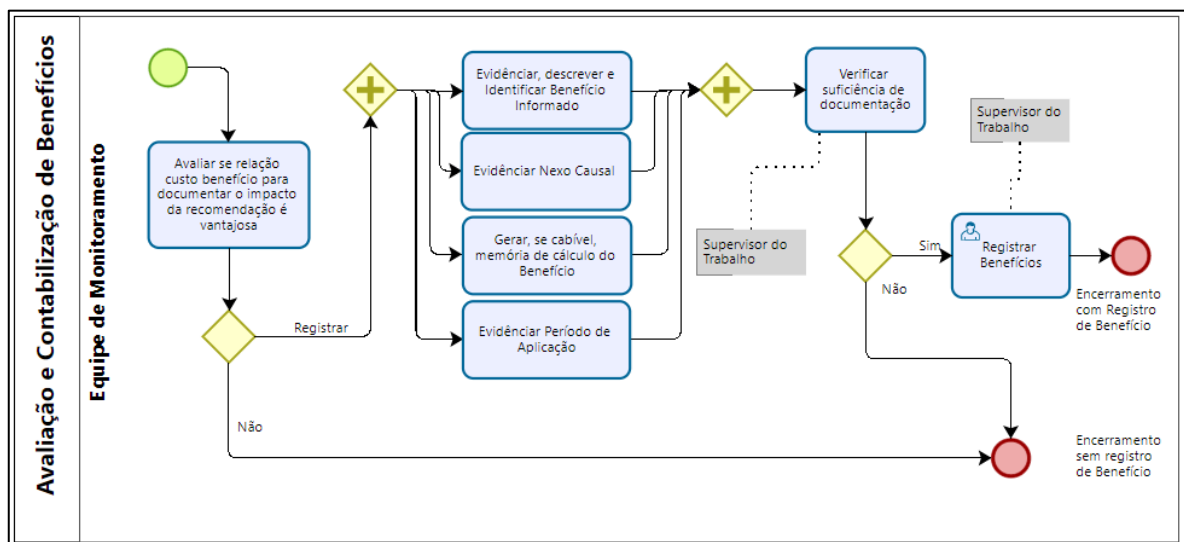 Avaliação e Contabilização de Benefícios
Equipe de Monitoramento
Avaliar se relação
custo benefício para
documentar o impacto
da recomendação é
vantajosa
Registrar
Não
Evidênciar, descrever e
Identificar Benefício
Informado
Evidênciar Nexo Causal
Gerar, se cabível,
memória de cálculo do
Benefício
Evidênciar Período de
Aplicação
Verificar
suficiência de
documentação
Supervisor do
Trabalho
Sim
Não
Supervisor do
Trabalho
Registrar
Benefícios
Encerramento
com Registro
de Benefício
Encerramento
sem registro
de Benefício